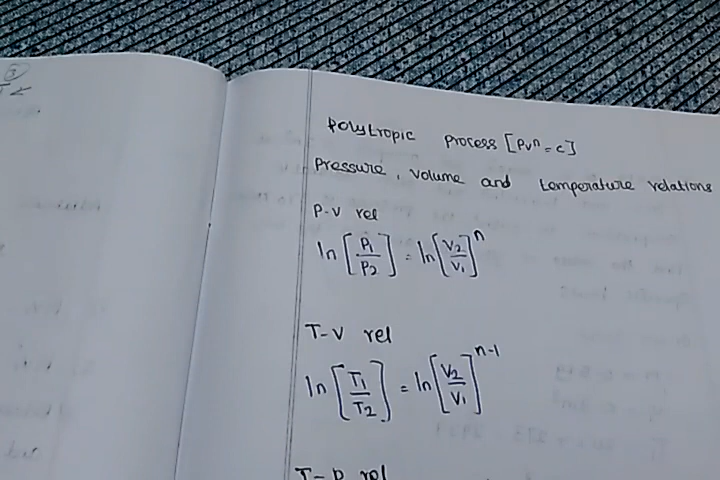 Polytropic Process [Pvⁿ = c]
Pressure, Volume and temperature relations
P-V rel
ln [P₁/P₂] = ln [V₂/V₁]ⁿ
T-V rel
ln [T₁/T₂] = ln [V₂/V₁]ⁿ⁻¹
T-P rel